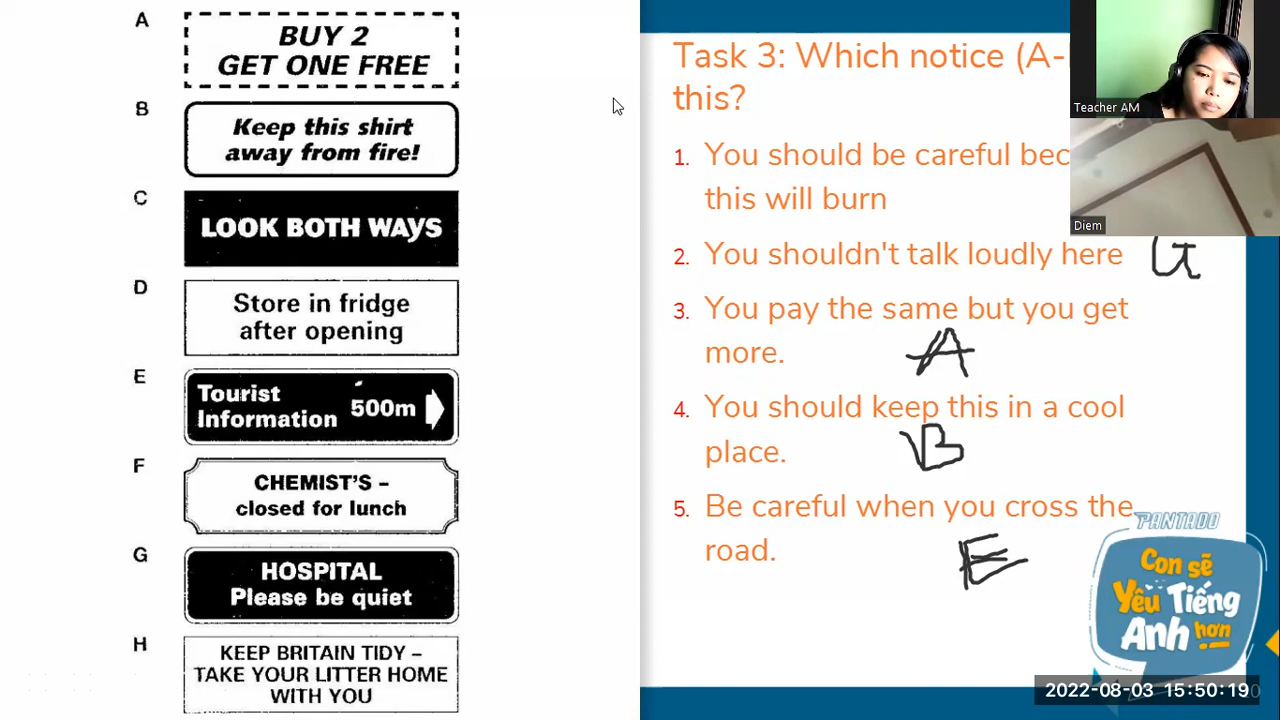 A
BUY 2
GET ONE FREE
B
Keep this shirt
away from fire!
C
LOOK BOTH WAYS
D
Store in fridge
after opening
E
Tourist
Information 500m
F
CHEMIST'S –
closed for lunch
G
HOSPITAL
Please be quiet
H
KEEP BRITAIN TIDY –
TAKE YOUR LITTER HOME
WITH YOU
Task 3: Which notice (A-
this?
1. You should be careful bec
this will burn
2. You shouldn't talk loudly here G
3. You pay the same but you get
more. A
4. You should keep this in a cool
place. B
5. Be careful when you cross the
road. E
Teacher AM
Diem
PANTADO
Con sẽ
Yêu Tiếng
Anh hơn
2022-08-03 15:50:19